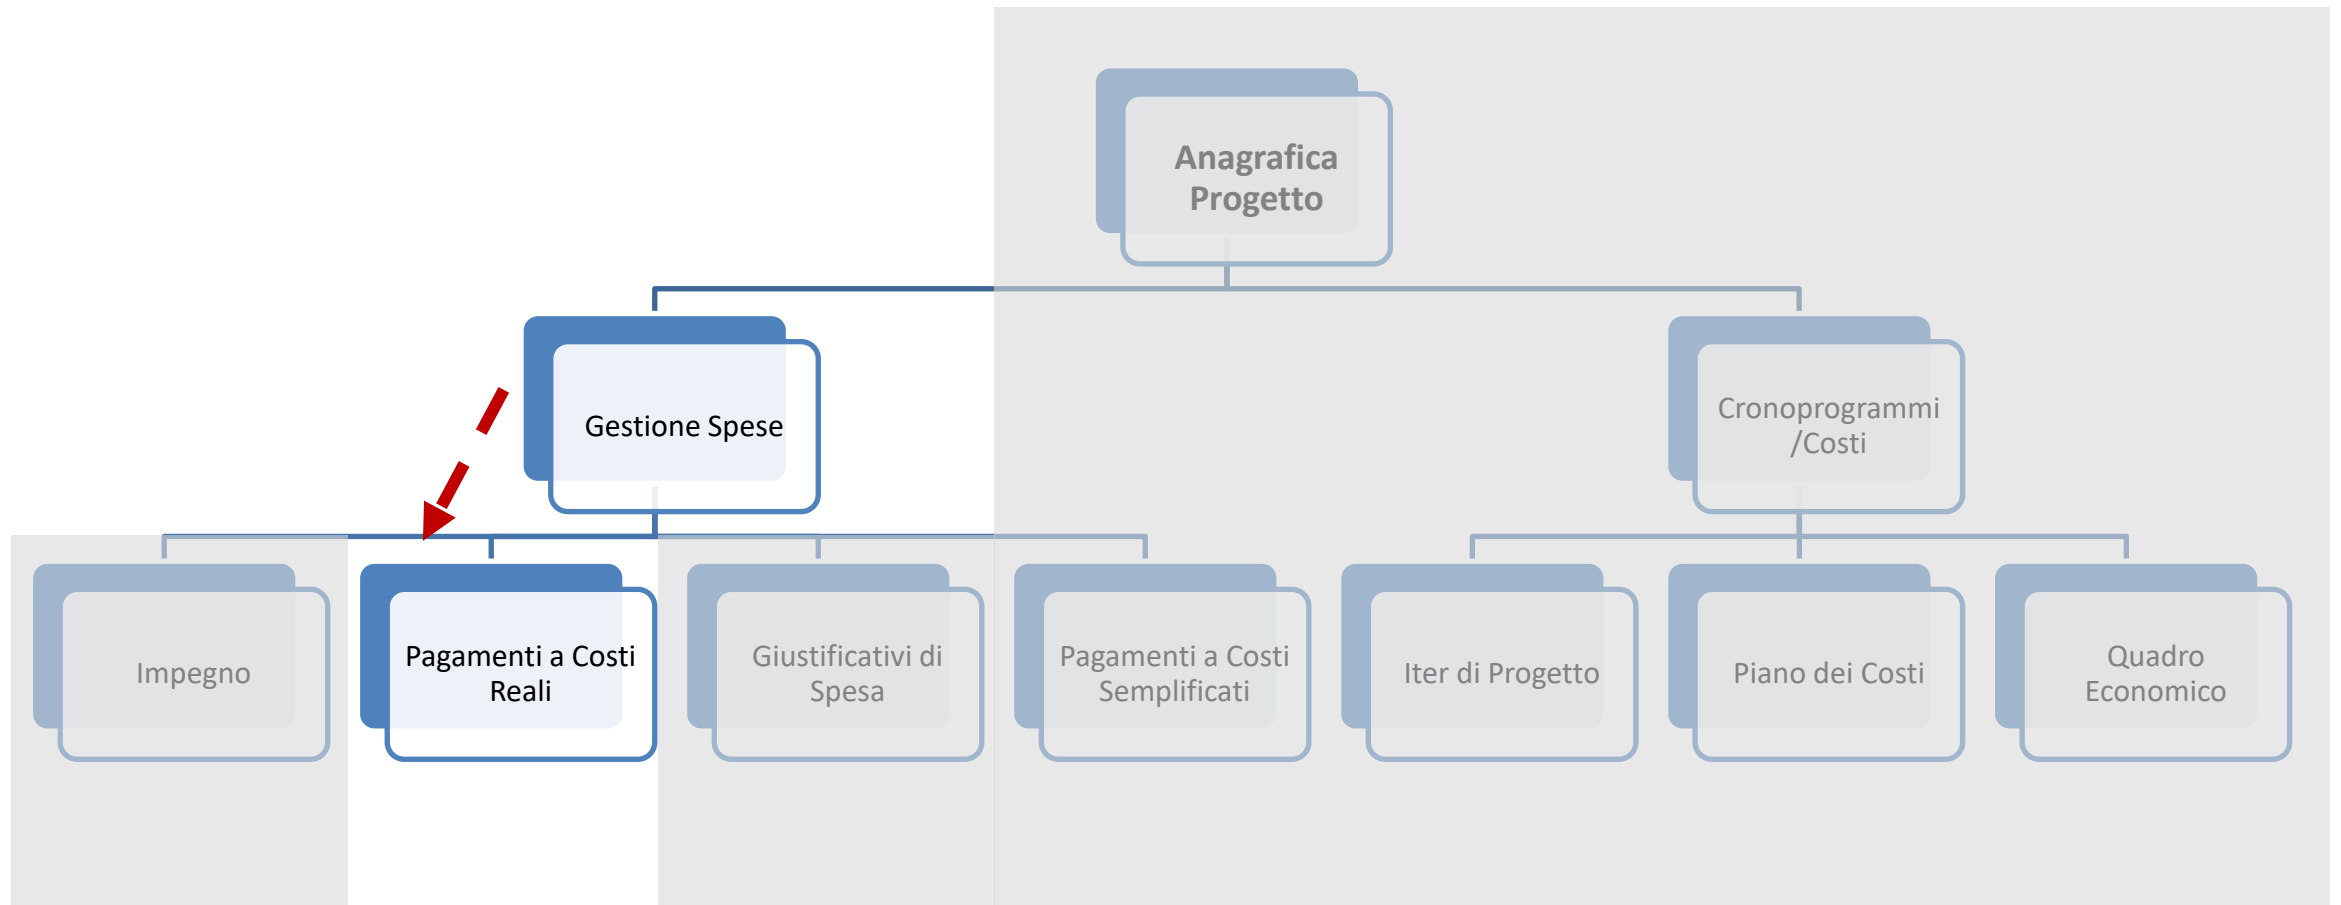 Anagrafica
Progetto
Gestione Spese
Cronoprogrammi
/Costi
Impegno
Pagamenti a Costi
Reali
Giustificativi di
Spesa
Pagamenti a Costi
Semplificati
Iter di Progetto
Piano dei Costi
Quadro
Economico